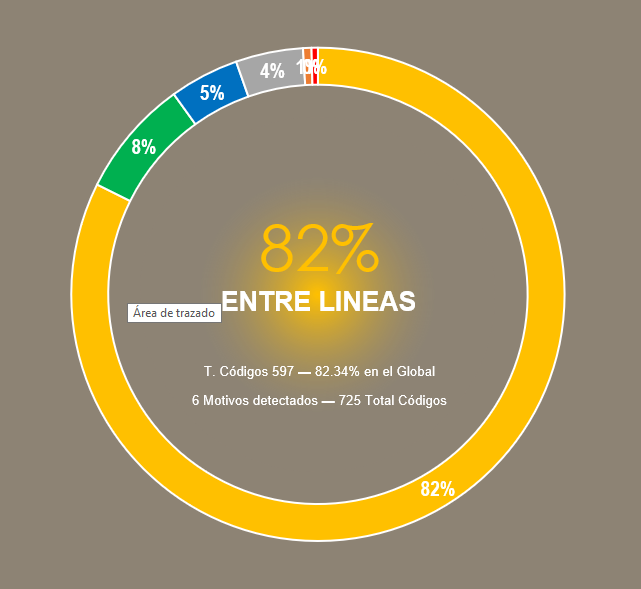 4%
5%
8%
82%
ENTRE LINEAS
Área de trazado
T. Códigos 597 — 82.34% en el Global
6 Motivos detectados — 725 Total Códigos
82%